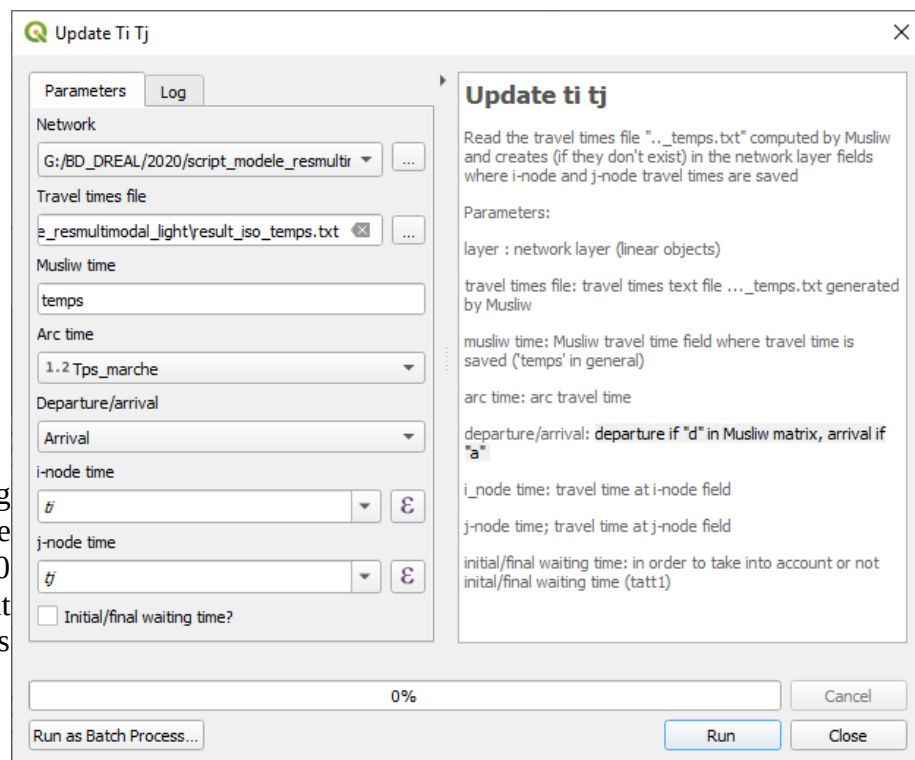 Update Ti Tj
Parameters
Log
Network
G:/BD_DREAL/2020/script_modele_resmultir
...
Travel times file
e_resmultimodal_light\result_iso_temps.txt
...
Musliw time
temps
Arc time
1.2 Tps_marche
Departure/arrival
Arrival
i-node time
ti
ε
j-node time
tj
ε
Initial/final waiting time?
Update ti tj
Read the travel times file ".._temps.txt" computed by Musliw
and creates (if they don't exist) in the network layer fields
where i-node and j-node travel times are saved
Parameters:
layer : network layer (linear objects)
travel times file: travel times text file ..._temps.txt generated
by Musliw
musliw time: Musliw travel time field where travel time is
saved ('temps' in general)
arc time: arc travel time
departure/arrival: departure if "d" in Musliw matrix, arrival if
"a"
i_node time: travel time at i-node field
j-node time; travel time at j-node field
initial/final waiting time: in order to take into account or not
inital/final waiting time (tatt1)
0%
Cancel
Run as Batch Process...
Run
Close